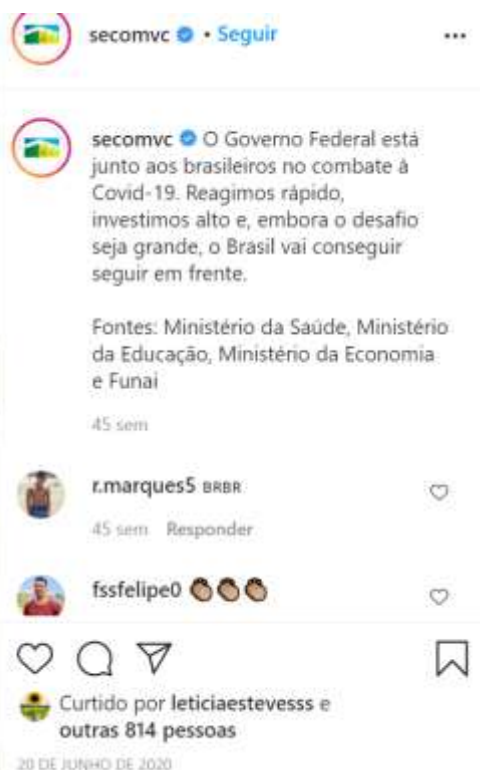 secomvc • Seguir
secomvc O Governo Federal está
junto aos brasileiros no combate à
Covid-19. Reagimos rápido,
investimos alto e, embora o desafio
seja grande, o Brasil vai conseguir
seguir em frente.
Fontes: Ministério da Saúde, Ministério
da Educação, Ministério da Economia
e Funai
45 sem
r.marques5 BRBR
45 sem Responder
fssfelipe0 👏🏽👏🏽👏🏽
Curtido por leticiaestevesss e
outras 814 pessoas
20 DE JUNHO DE 2020